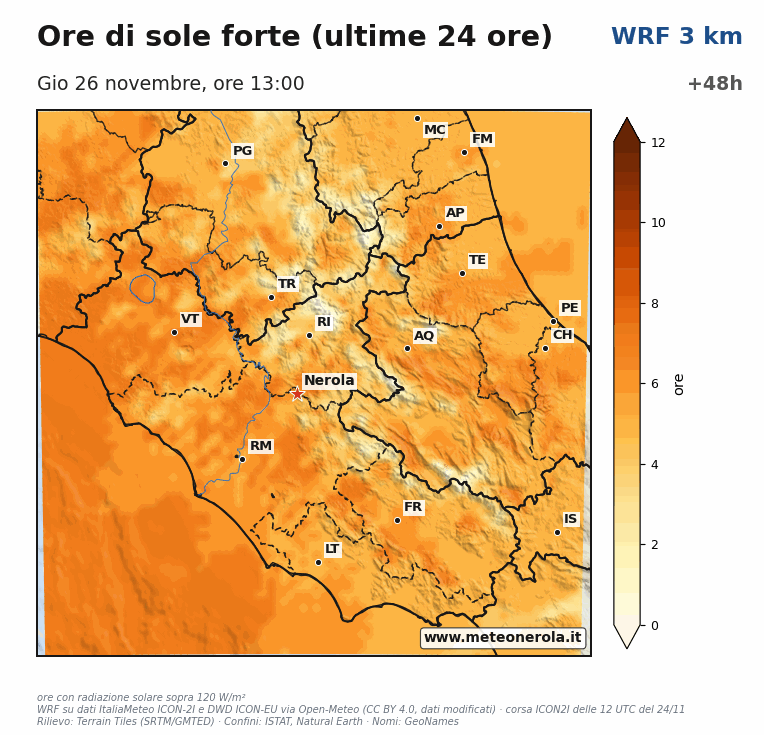 Ore di sole forte (ultime 24 ore)
WRF 3 km
Gio 26 novembre, ore 13:00
+48h
MC
FM
PG
AP
TE
TR
PE
VT
RI
AQ
CH
Nerola
RM
FR
IS
LT
www.meteonerola.it
12
10
8
6
4
2
0
ore
ore con radiazione solare sopra 120 W/m²
WRF su dati ItaliaMeteo ICON-2I e DWD ICON-EU via Open-Meteo (CC BY 4.0, dati modificati) · corsa ICON2I delle 12 UTC del 24/11
Rilievo: Terrain Tiles (SRTM/GMTED) · Confini: ISTAT, Natural Earth · Nomi: GeoNames